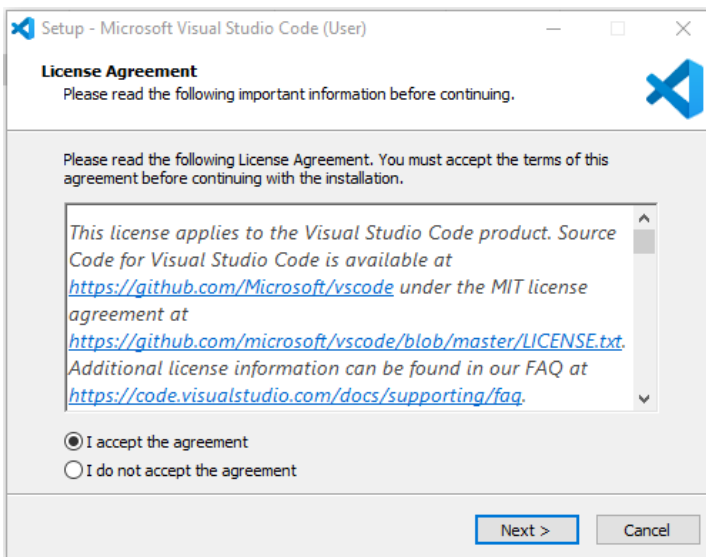 Setup - Microsoft Visual Studio Code (User)
License Agreement
Please read the following important information before continuing.
Please read the following License Agreement. You must accept the terms of this
agreement before continuing with the installation.
This license applies to the Visual Studio Code product. Source
Code for Visual Studio Code is available at
https://github.com/Microsoft/vscode under the MIT license
agreement at
https://github.com/microsoft/vscode/blob/master/LICENSE.txt.
Additional license information can be found in our FAQ at
https://code.visualstudio.com/docs/supporting/faq.
I accept the agreement
I do not accept the agreement
Next > Cancel